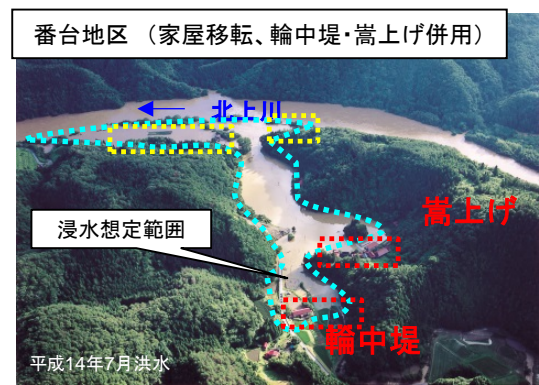 番台地区 （家屋移転、輪中堤・嵩上げ併用）
北上川
嵩上げ
浸水想定範囲
輪中堤
平成14年7月洪水